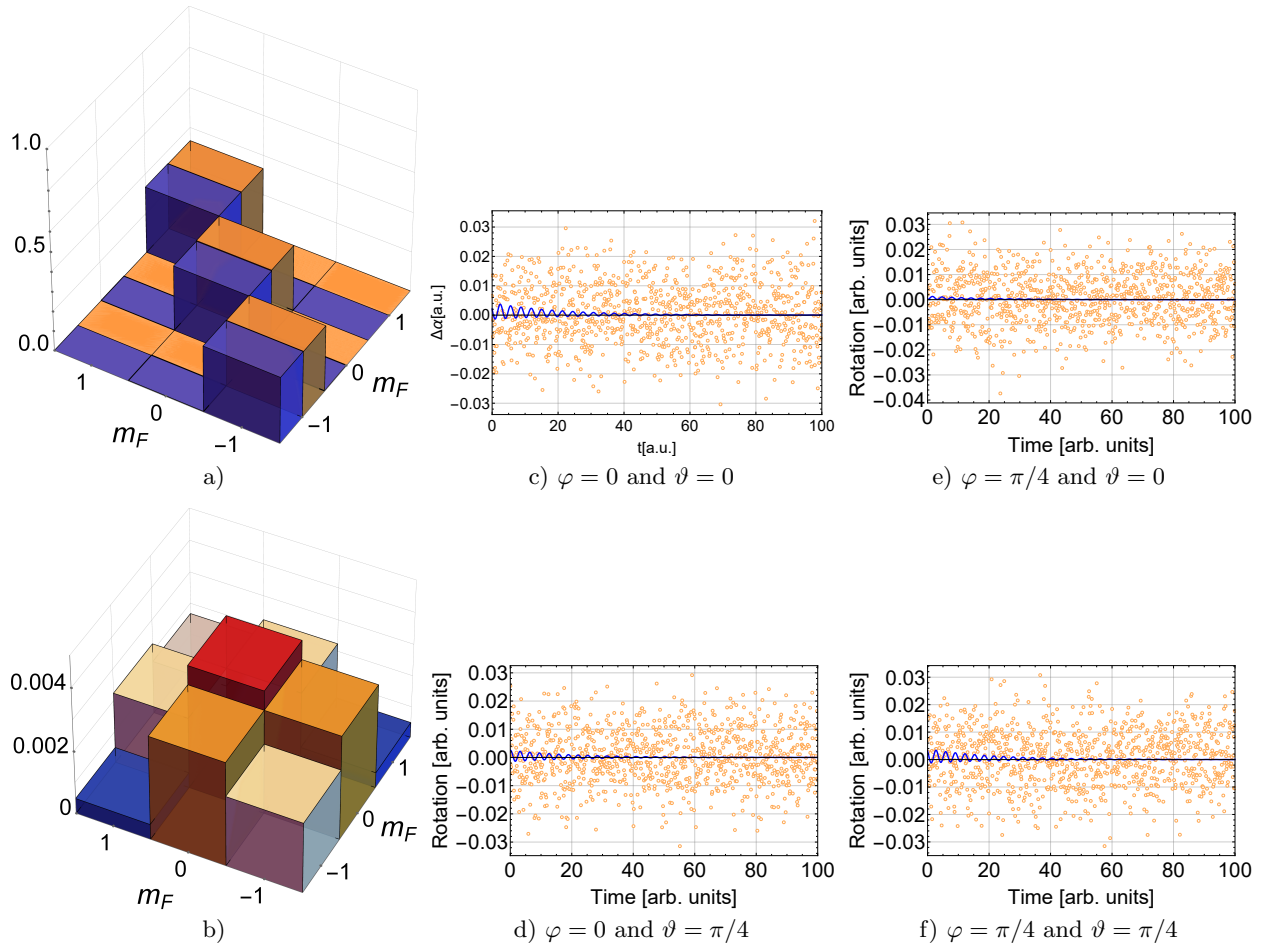 1.0
0.5
0.0
1
0
−1
m_F
1
0
−1
m_F
a)
0.03
0.02
0.01
0.00
−0.01
−0.02
−0.03
Δα[a.u.]
0 20 40 60 80 100
t[a.u.]
c) φ = 0 and ϑ = 0
0.03
0.02
0.01
0.00
−0.01
−0.02
−0.03
−0.04
Rotation [arb. units]
0 20 40 60 80 100
Time [arb. units]
e) φ = π/4 and ϑ = 0
0.004
0.002
0
1
0
−1
m_F
1
0
−1
m_F
b)
0.03
0.02
0.01
0.00
−0.01
−0.02
−0.03
Rotation [arb. units]
0 20 40 60 80 100
Time [arb. units]
d) φ = 0 and ϑ = π/4
0.03
0.02
0.01
0.00
−0.01
−0.02
−0.03
Rotation [arb. units]
0 20 40 60 80 100
Time [arb. units]
f) φ = π/4 and ϑ = π/4